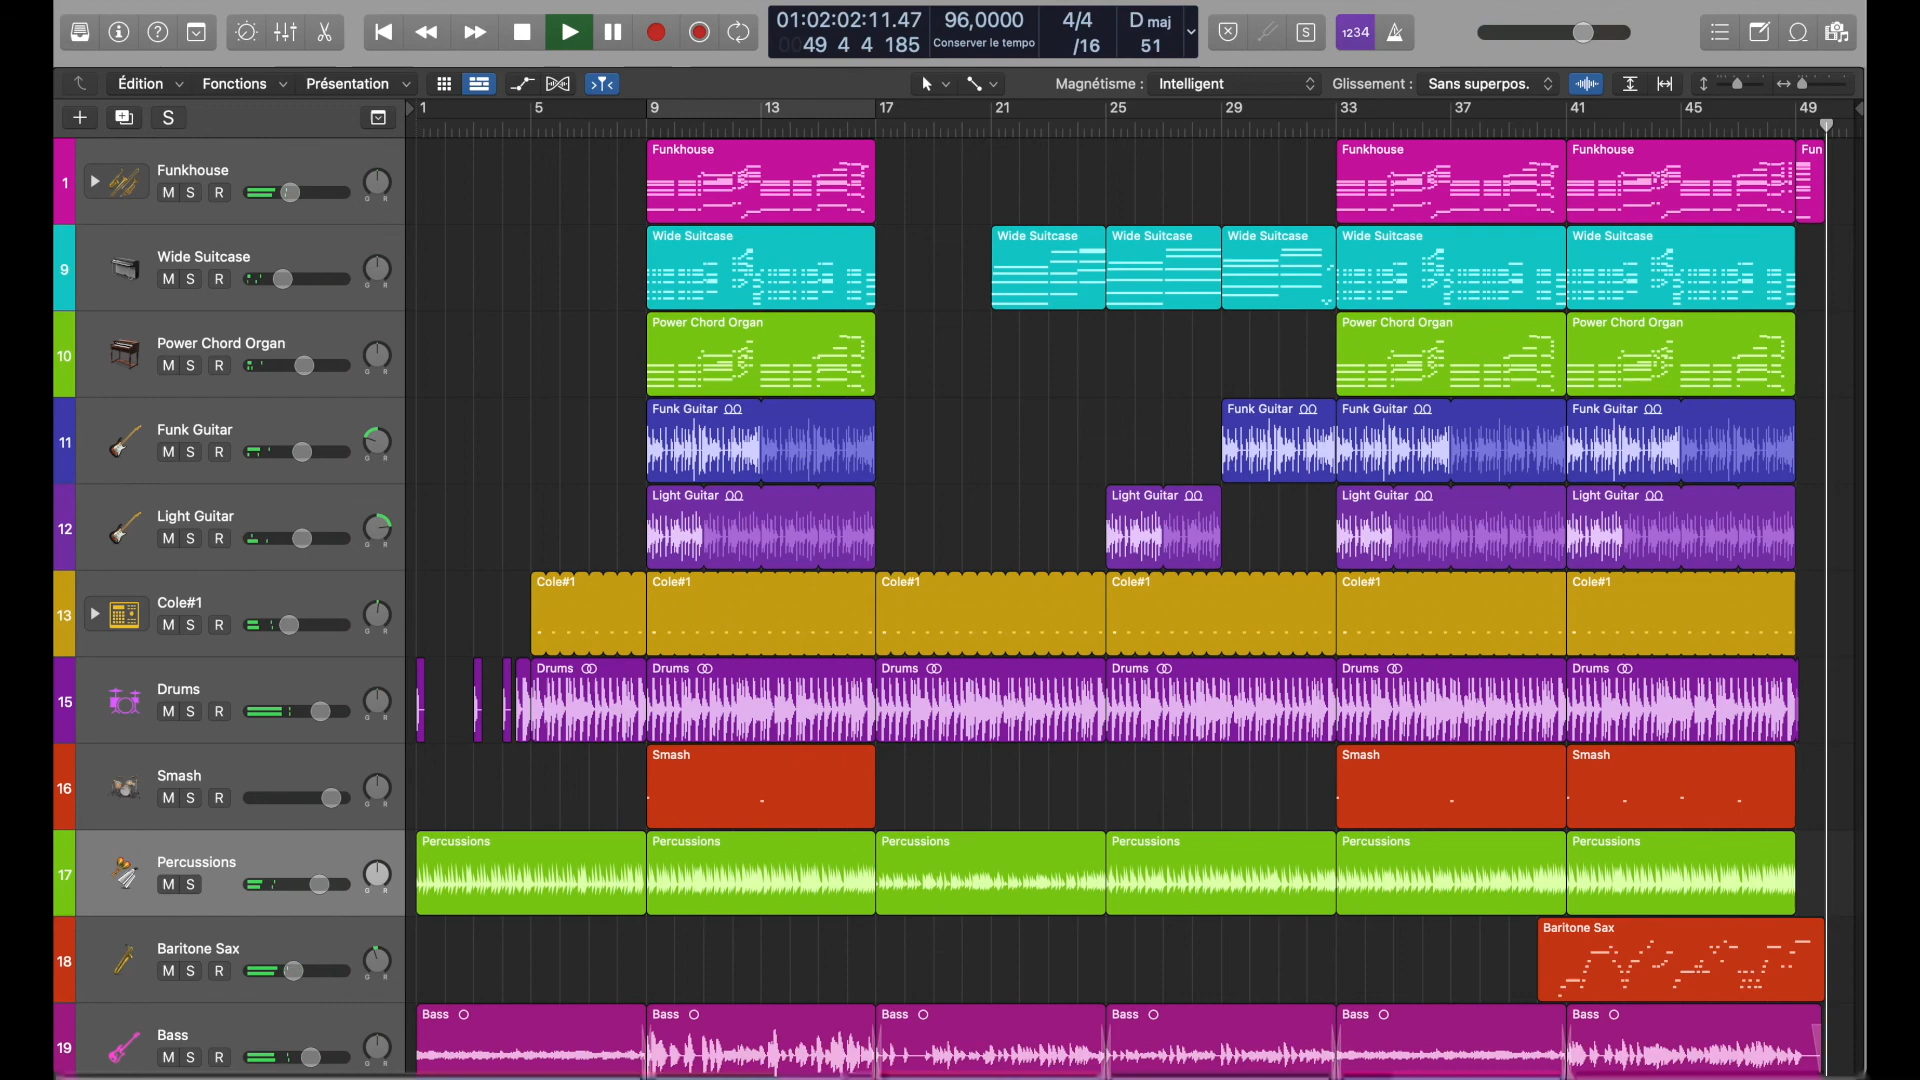 01:02:02:11.47
96,0000
4/4
D maj
0049 4 4 185
Conserver le tempo
/16
51
1234
S
Édition
Fonctions
Présentation
Magnétisme :
Intelligent
Glissement :
Sans superpos.
S
1
5
9
13
17
21
25
29
33
37
41
45
49
1
Funkhouse
M S R
G R
Funkhouse
Funkhouse
Funkhouse
Fun
9
Wide Suitcase
M S R
G R
Wide Suitcase
Wide Suitcase
Wide Suitcase
Wide Suitcase
Wide Suitcase
Wide Suitcase
10
Power Chord Organ
M S R
G R
Power Chord Organ
Power Chord Organ
Power Chord Organ
11
Funk Guitar
M S R
G R
Funk Guitar
Funk Guitar
Funk Guitar
Funk Guitar
12
Light Guitar
M S R
G R
Light Guitar
Light Guitar
Light Guitar
Light Guitar
13
Cole#1
M S R
G R
Cole#1
Cole#1
Cole#1
Cole#1
Cole#1
Cole#1
15
Drums
M S R
G R
Drums
Drums
Drums
Drums
Drums
Drums
16
Smash
M S R
G R
Smash
Smash
Smash
17
Percussions
M S
G R
Percussions
Percussions
Percussions
Percussions
Percussions
Percussions
18
Baritone Sax
M S R
G R
Baritone Sax
19
Bass
M S R
G R
Bass
Bass
Bass
Bass
Bass
Bass